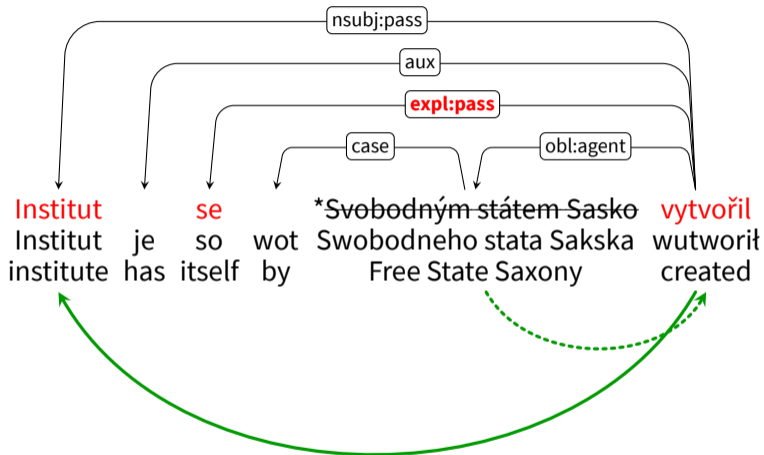 nsubj:pass
aux
expl:pass
case obl:agent
Institut se *Svobodným státem Sasko vytvořil
Institut je so wot Swobodneho stata Sakska wutworił
institute has itself by Free State Saxony created